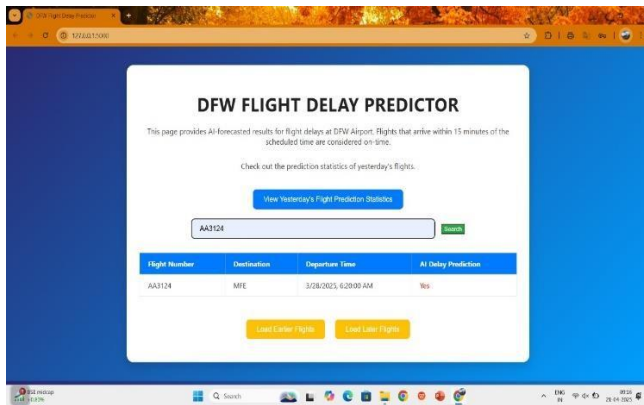 DFW Flight Delay Predictor
127.0.0.1:5000
DFW FLIGHT DELAY PREDICTOR
This page provides AI-forecasted results for flight delays at DFW Airport. Flights that arrive within 15 minutes of the
scheduled time are considered on-time.
Check out the prediction statistics of yesterday's flights.
View Yesterday's Flight Prediction Statistics
AA3124 Search
Flight Number Destination Departure Time AI Delay Prediction
AA3124 MFE 3/28/2025, 6:20:00 AM Yes
Load Earlier Flights Load Later Flights
Search
ENG
IN